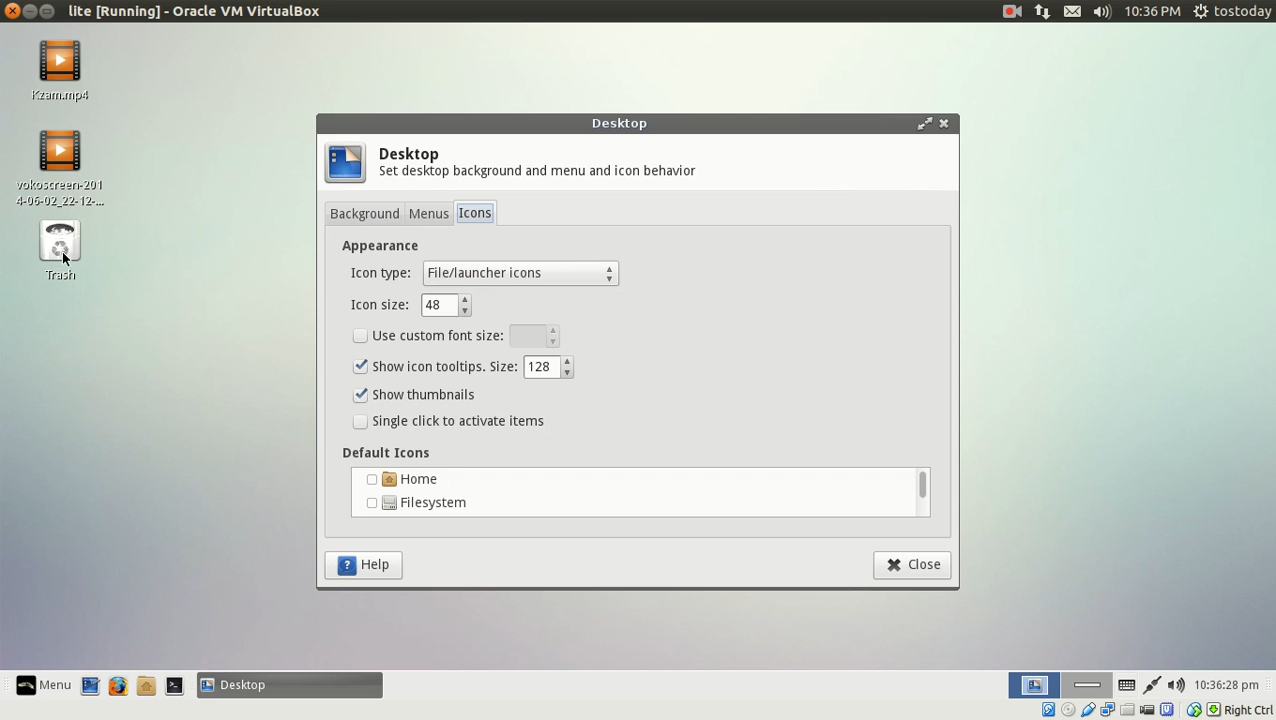 lite [Running] - Oracle VM VirtualBox
10:36 PM
tostoday
Kzam.mp4
vokoscreen-201
4-06-02_22-12-...
Trash
Desktop
Desktop
Set desktop background and menu and icon behavior
Background
Menus
Icons
Appearance
Icon type:
File/launcher icons
Icon size:
48
Use custom font size:
Show icon tooltips. Size:
128
Show thumbnails
Single click to activate items
Default Icons
Home
Filesystem
? Help
Close
Menu
Desktop
10:36:28 pm
Right Ctrl